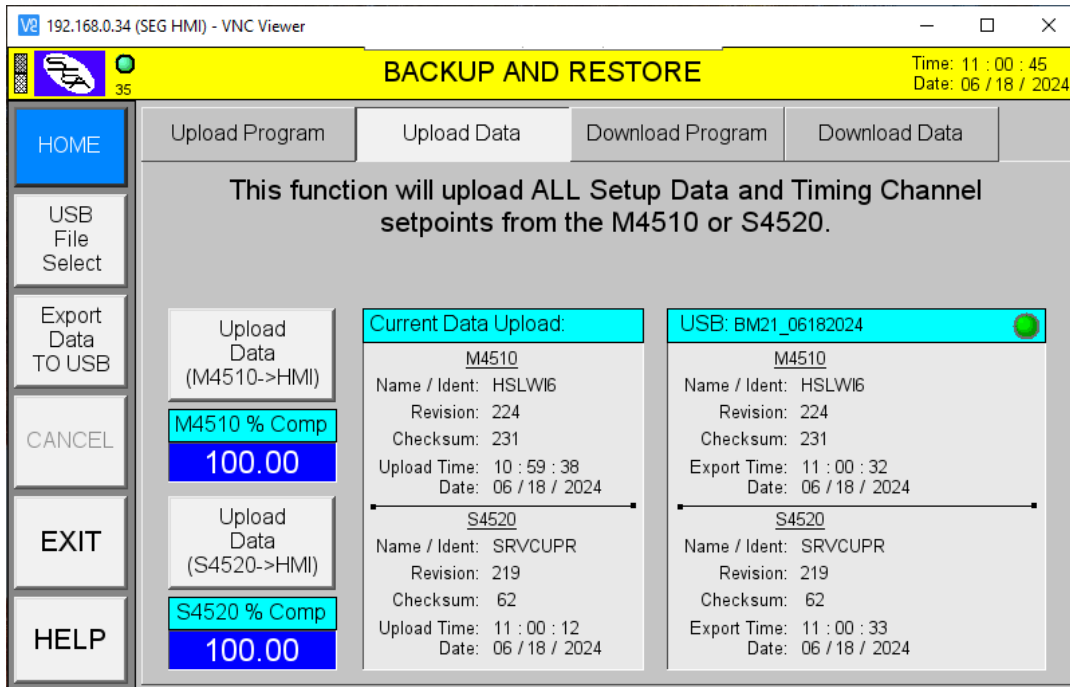 192.168.0.34 (SEG HMI) - VNC Viewer
35
BACKUP AND RESTORE
Time: 11 : 00 : 45
Date: 06 / 18 / 2024
HOME
USB
File
Select
Export
Data
TO USB
CANCEL
EXIT
HELP
Upload Program
Upload Data
Download Program
Download Data
This function will upload ALL Setup Data and Timing Channel
setpoints from the M4510 or S4520.
Upload
Data
(M4510->HMI)
M4510 % Comp
100.00
Upload
Data
(S4520->HMI)
S4520 % Comp
100.00
Current Data Upload:
M4510
Name / Ident: HSLWI6
Revision: 224
Checksum: 231
Upload Time: 10 : 59 : 38
Date: 06 / 18 / 2024
S4520
Name / Ident: SRVCUPR
Revision: 219
Checksum: 62
Upload Time: 11 : 00 : 12
Date: 06 / 18 / 2024
USB: BM21_06182024
M4510
Name / Ident: HSLWI6
Revision: 224
Checksum: 231
Export Time: 11 : 00 : 32
Date: 06 / 18 / 2024
S4520
Name / Ident: SRVCUPR
Revision: 219
Checksum: 62
Export Time: 11 : 00 : 33
Date: 06 / 18 / 2024